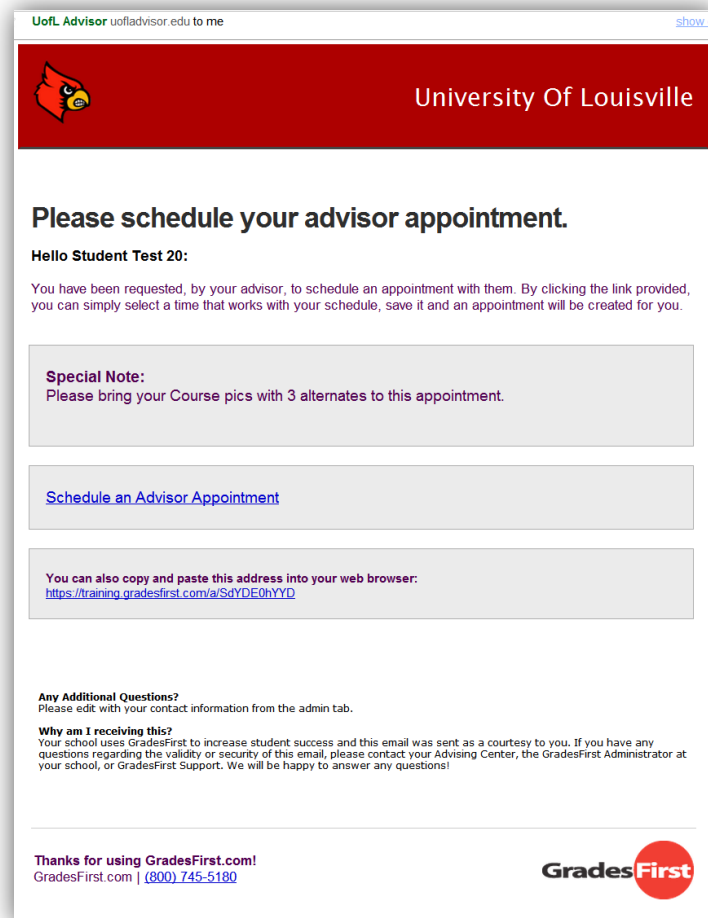 UofL Advisor uofladvisor.edu to me
show
University Of Louisville
Please schedule your advisor appointment.
Hello Student Test 20:
You have been requested, by your advisor, to schedule an appointment with them. By clicking the link provided,
you can simply select a time that works with your schedule, save it and an appointment will be created for you.
Special Note:
Please bring your Course pics with 3 alternates to this appointment.
Schedule an Advisor Appointment
You can also copy and paste this address into your web browser:
https://training.gradesfirst.com/a/SdYDE0hYYD
Any Additional Questions?
Please edit with your contact information from the admin tab.
Why am I receiving this?
Your school uses GradesFirst to increase student success and this email was sent as a courtesy to you. If you have any
questions regarding the validity or security of this email, please contact your Advising Center, the GradesFirst Administrator at
your school, or GradesFirst Support. We will be happy to answer any questions!
Thanks for using GradesFirst.com!
GradesFirst.com | (800) 745-5180
GradesFirst